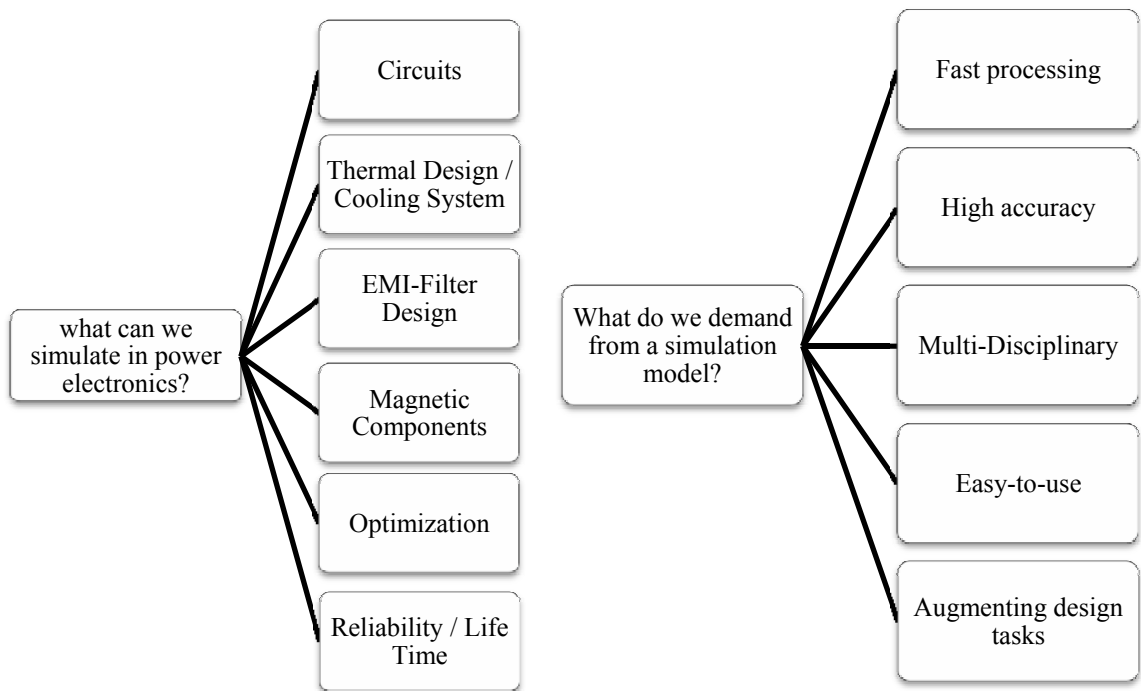 what can we
simulate in power
electronics?
Circuits
Thermal Design /
Cooling System
EMI-Filter
Design
Magnetic
Components
Optimization
Reliability / Life
Time
What do we demand
from a simulation
model?
Fast processing
High accuracy
Multi-Disciplinary
Easy-to-use
Augmenting design
tasks